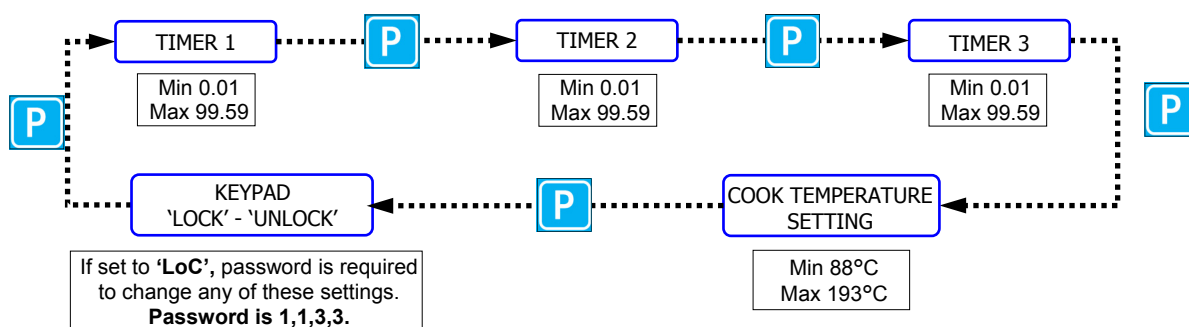 TIMER 1
P
TIMER 2
P
TIMER 3
Min 0.01
Max 99.59
Min 0.01
Max 99.59
Min 0.01
Max 99.59
P
P
KEYPAD
‘LOCK’ - ‘UNLOCK’
P
COOK TEMPERATURE
SETTING
If set to ‘LoC’, password is required
to change any of these settings.
Password is 1,1,3,3.
Min 88°C
Max 193°C